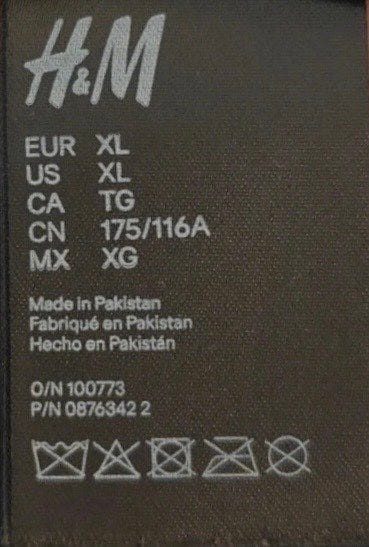 H&M
EUR XL
US XL
CA TG
CN 175/116A
MX XG
Made in Pakistan
Fabriqué en Pakistan
Hecho en Pakistán
O/N 100773
P/N 0876342 2